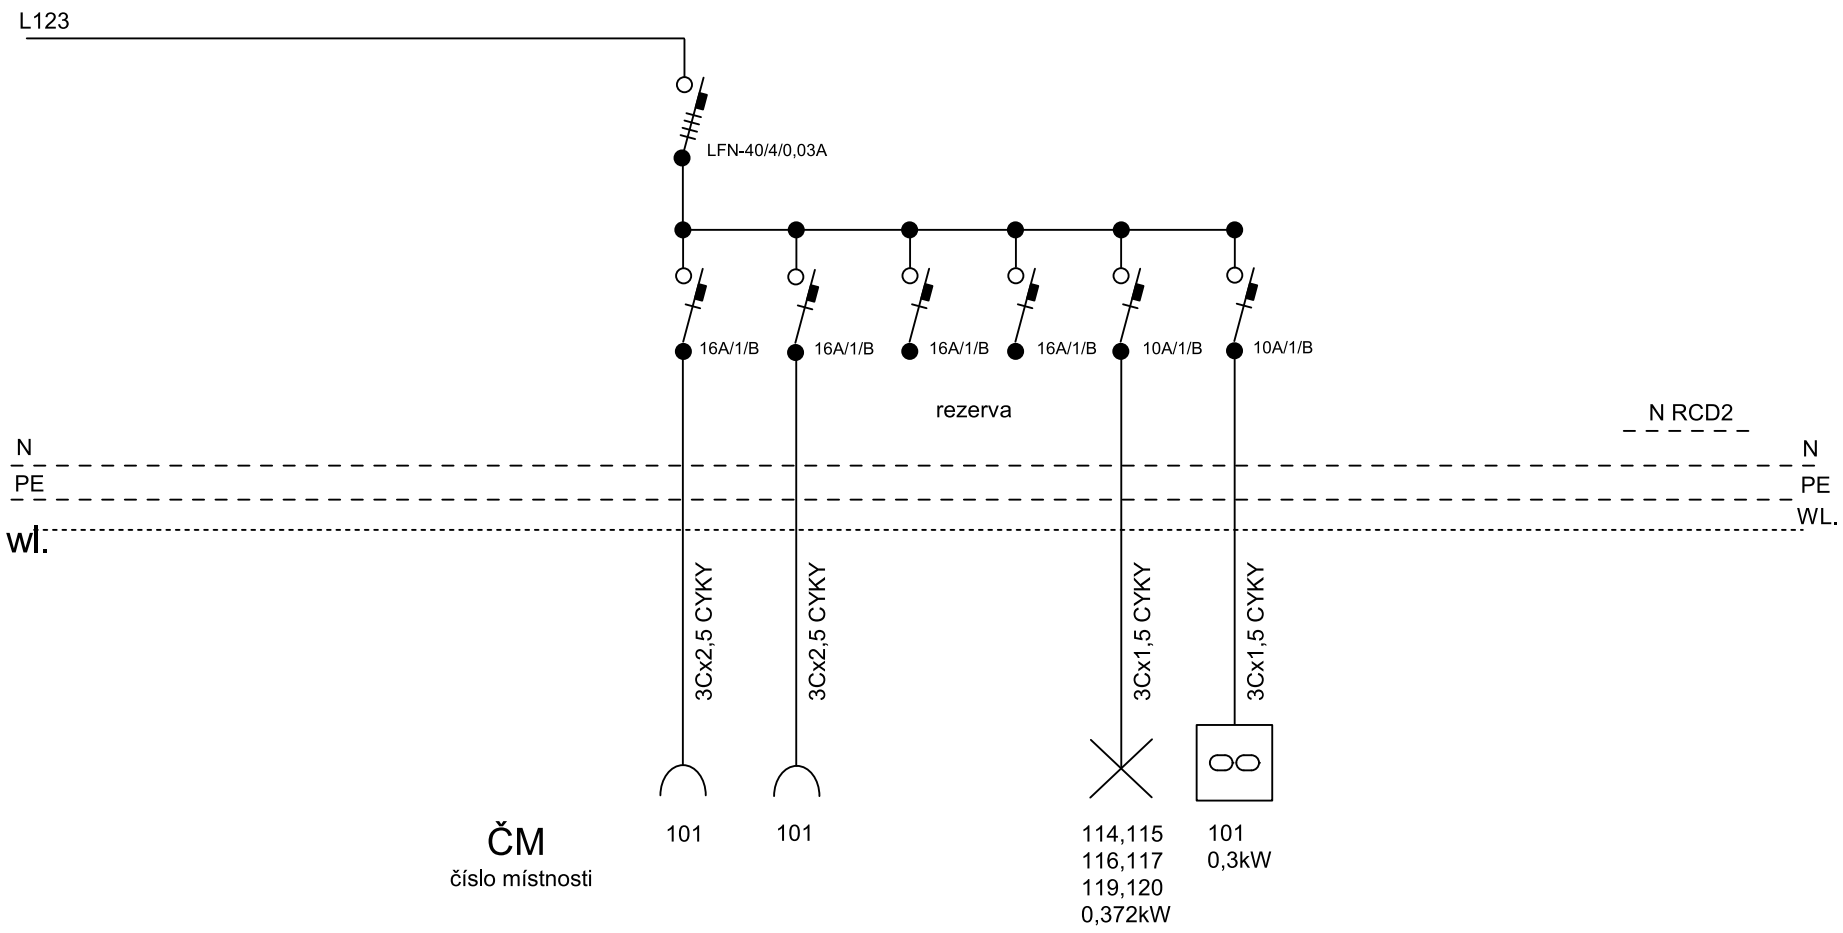 L123
LFN-40/4/0,03A
16A/1/B
16A/1/B
16A/1/B
16A/1/B
10A/1/B
10A/1/B
rezerva
N RCD2
N
N
PE
PE
WL.
wl.
3Cx2,5 CYKY
3Cx2,5 CYKY
3Cx1,5 CYKY
3Cx1,5 CYKY
ČM
číslo místnosti
101
101
114,115
116,117
119,120
0,372kW
101
0,3kW